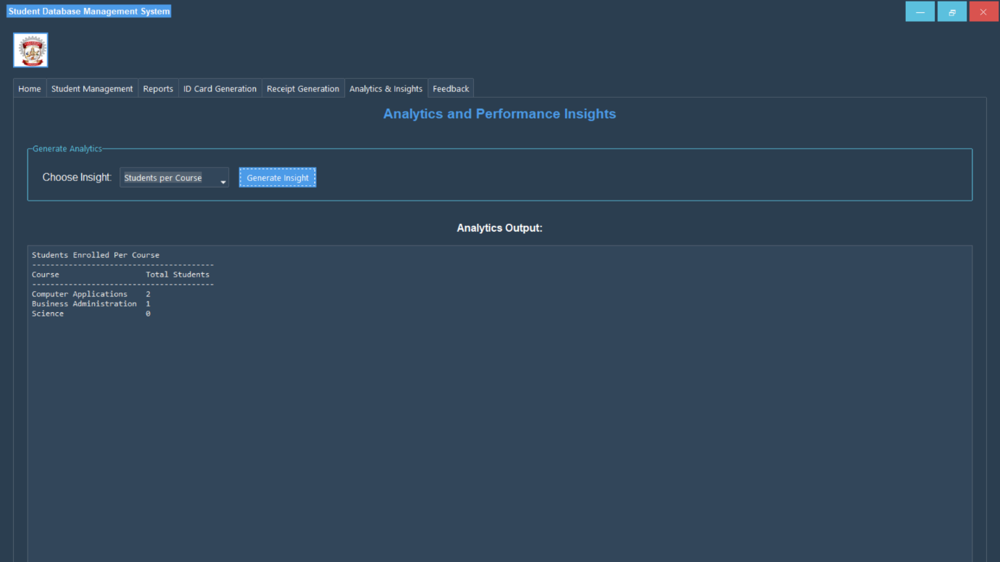 Student Database Management System
Home Student Management Reports ID Card Generation Receipt Generation Analytics & Insights Feedback
Analytics and Performance Insights
Generate Analytics
Choose Insight: Students per Course Generate Insight
Analytics Output:
Students Enrolled Per Course
----------------------------------------
Course Total Students
----------------------------------------
Computer Applications 2
Business Administration 1
Science 0